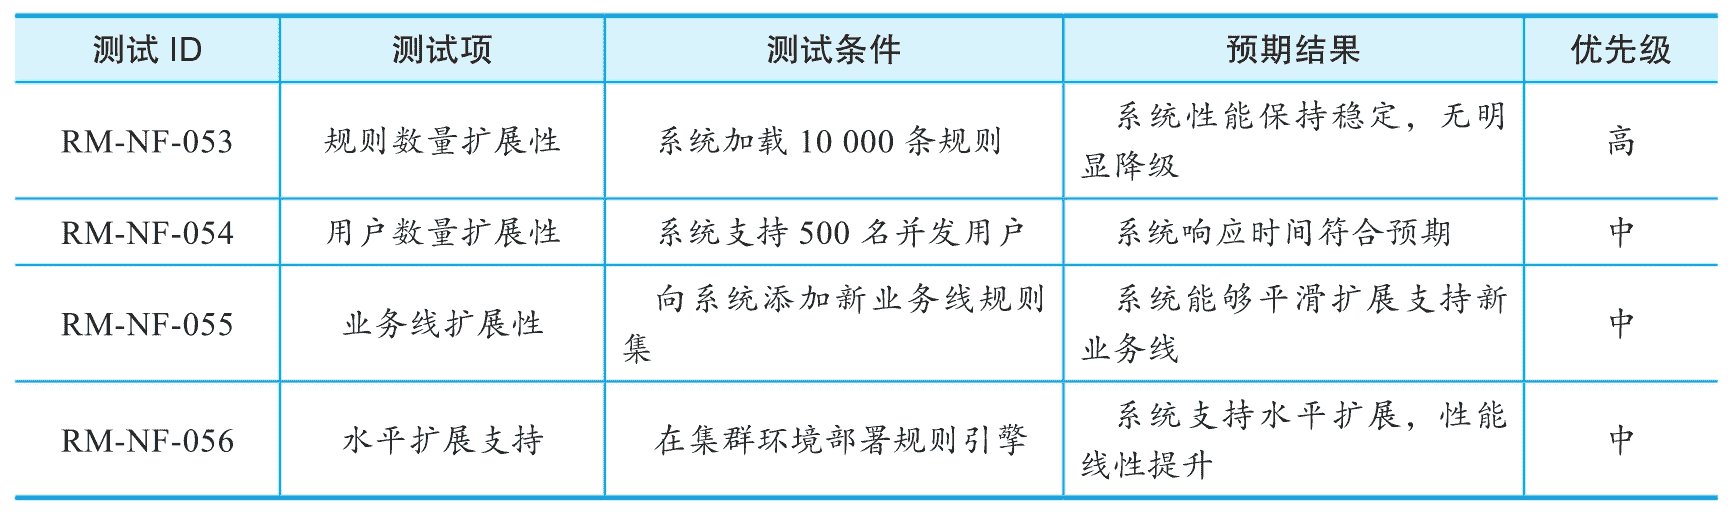 测试 ID 测试项 测试条件 预期结果 优先级
RM-NF-053 规则数量扩展性 系统加载 10 000 条规则 系统性能保持稳定，无明
显降级 高
RM-NF-054 用户数量扩展性 系统支持 500 名并发用户 系统响应时间符合预期 中
RM-NF-055 业务线扩展性 向系统添加新业务线规则
集 系统能够平滑扩展支持新
业务线 中
RM-NF-056 水平扩展支持 在集群环境部署规则引擎 系统支持水平扩展，性能
线性提升 中